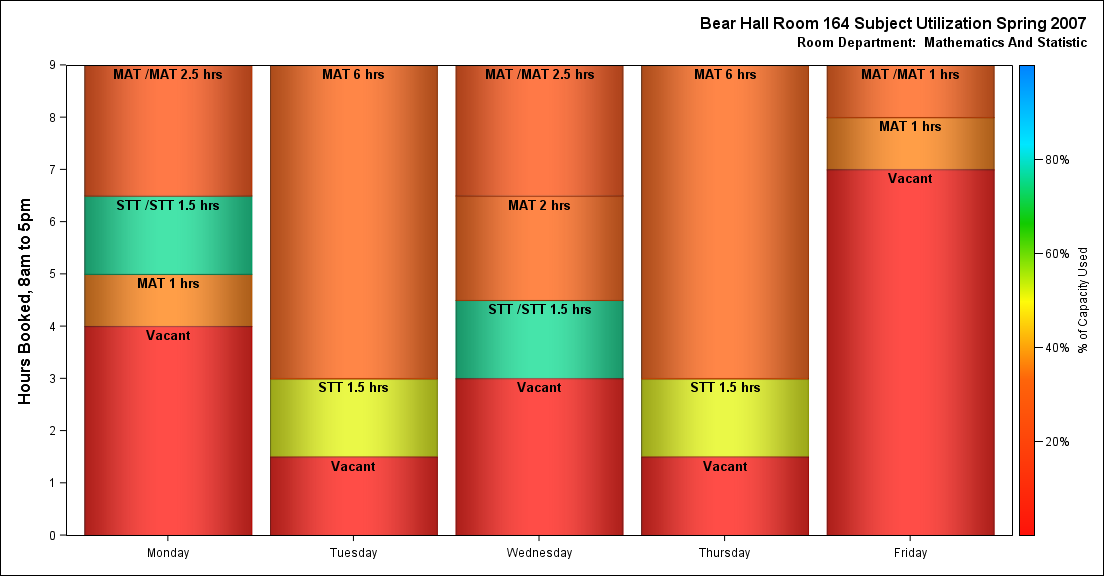 Bear Hall Room 164 Subject Utilization Spring 2007
Room Department:  Mathematics And Statistic
Hours Booked, 8am to 5pm
9
8
7
6
5
4
3
2
1
0
MAT /MAT 2.5 hrs
STT /STT 1.5 hrs
MAT 1 hrs
Vacant
MAT 6 hrs
STT 1.5 hrs
Vacant
MAT /MAT 2.5 hrs
MAT 2 hrs
STT /STT 1.5 hrs
Vacant
MAT 6 hrs
STT 1.5 hrs
Vacant
MAT /MAT 1 hrs
MAT 1 hrs
Vacant
Monday
Tuesday
Wednesday
Thursday
Friday
80%
60%
40%
20%
% of Capacity Used